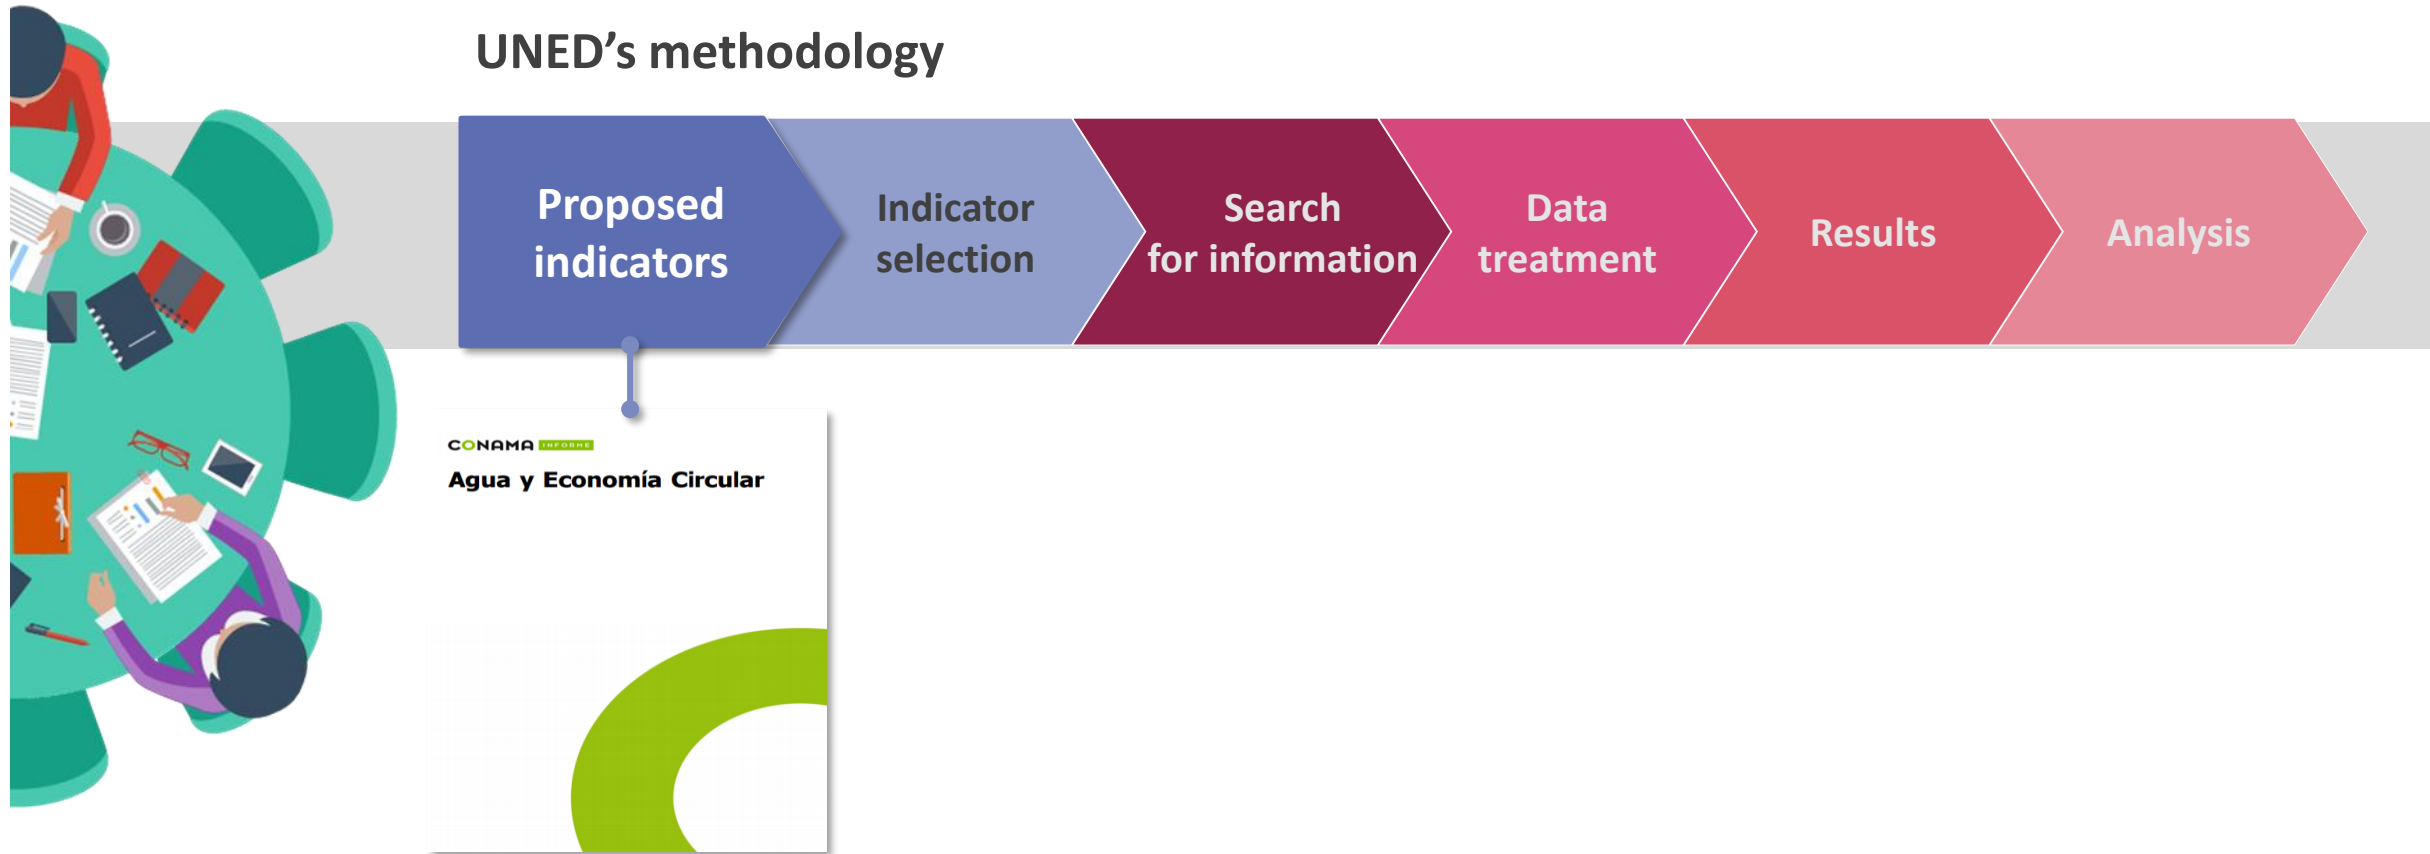 UNED’s methodology
Proposed
indicators
Indicator
selection
Search
for information
Data
treatment
Results
Analysis
CONAMA INFORME
Agua y Economía Circular